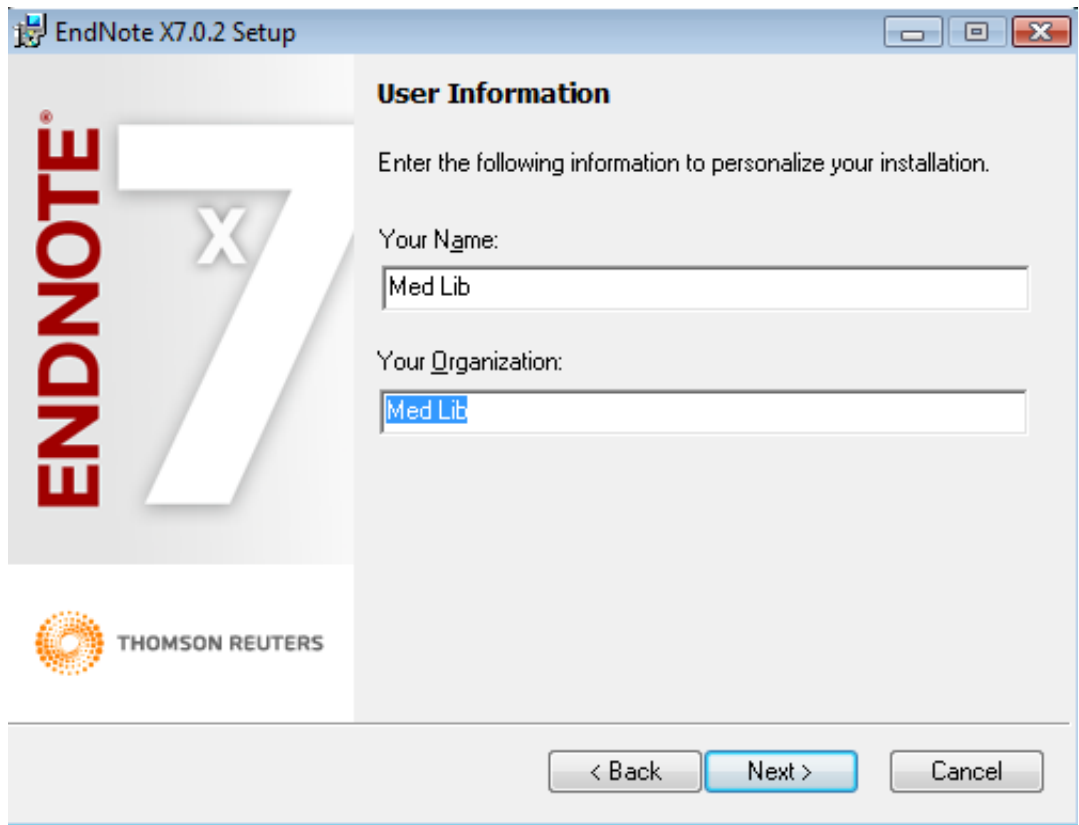 EndNote X7.0.2 Setup
ENDNOTE®
X7
THOMSON REUTERS
User Information
Enter the following information to personalize your installation.
Your Name:
Med Lib
Your Organization:
Med Lib
< Back
Next >
Cancel